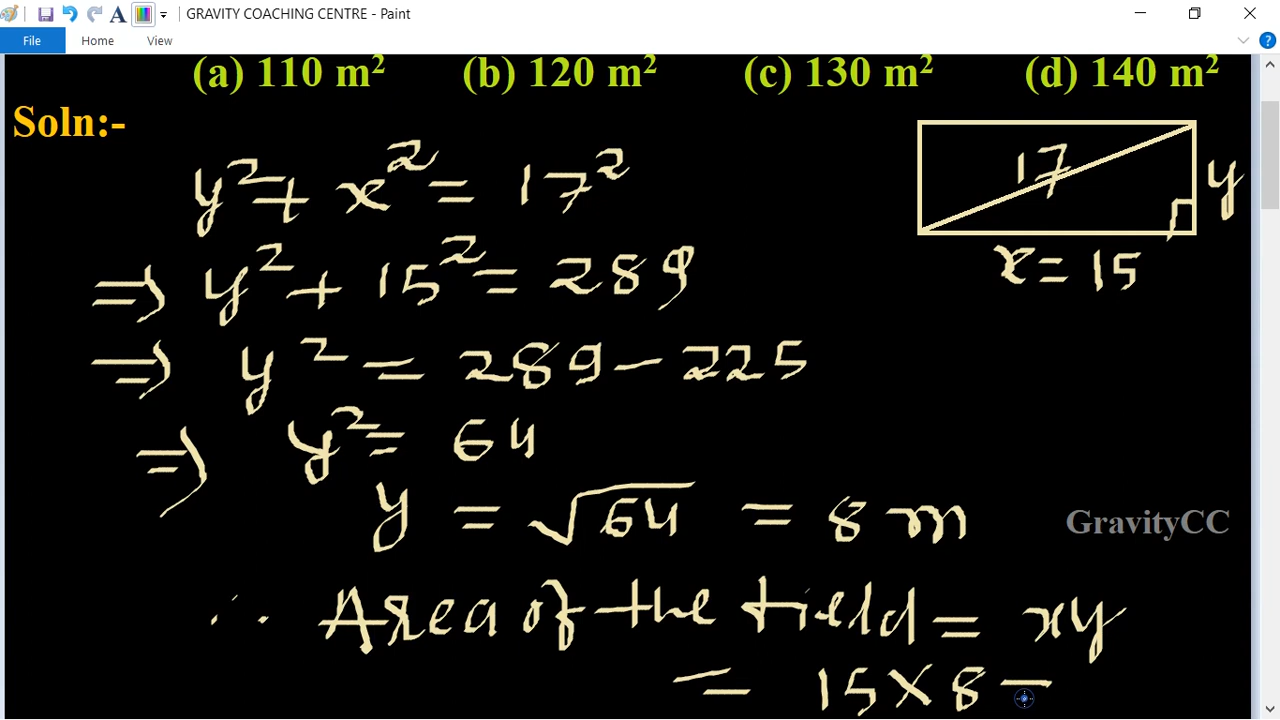 GRAVITY COACHING CENTRE - Paint
File Home View
(a) 110 m² (b) 120 m² (c) 130 m² (d) 140 m²
Soln:-
y² + x² = 17²
17
y
x = 15
⇒ y² + 15² = 289
⇒ y² = 289 - 225
⇒ y² = 64
y = √64 = 8 m
GravityCC
∴ Area of the field = xy
= 15 × 8 =